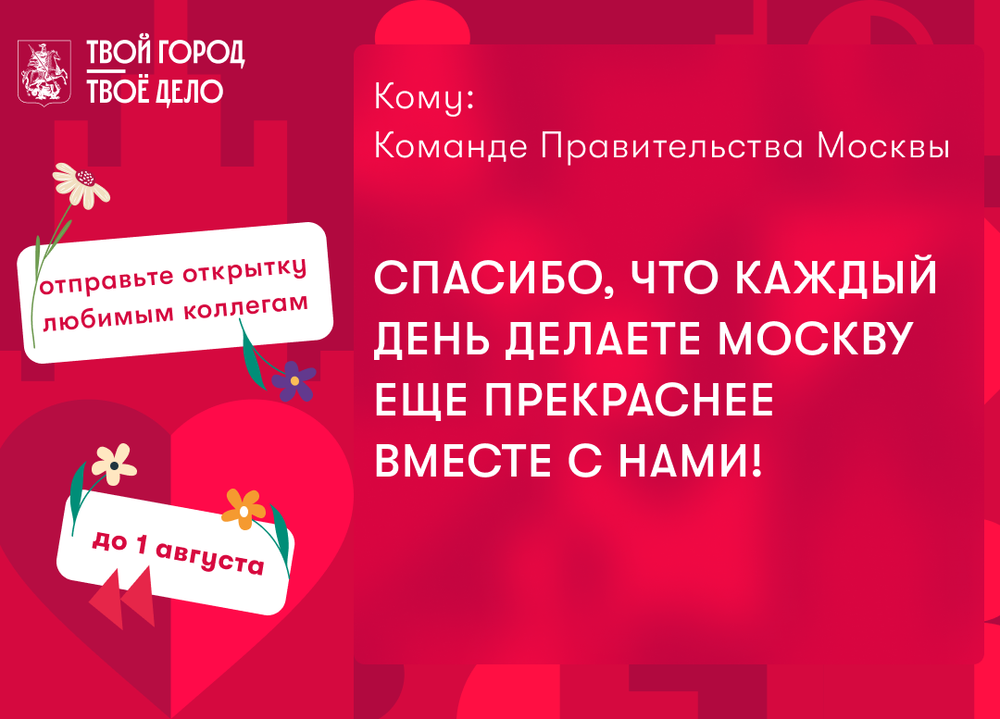 ТВОЙ ГОРОД
ТВОЁ ДЕЛО
отправьте открытку
любимым коллегам
до 1 августа
Кому:
Команде Правительства Москвы
СПАСИБО, ЧТО КАЖДЫЙ
ДЕНЬ ДЕЛАЕТЕ МОСКВУ
ЕЩЕ ПРЕКРАСНЕЕ
ВМЕСТЕ С НАМИ!